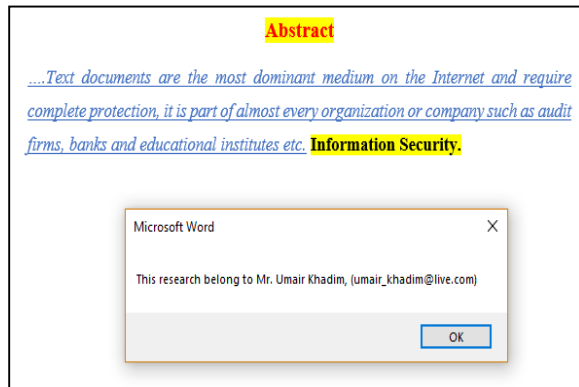 Abstract
....Text documents are the most dominant medium on the Internet and require
complete protection, it is part of almost every organization or company such as audit
firms, banks and educational institutes etc. Information Security.
Microsoft Word
This research belong to Mr. Umair Khadim, (umair_khadim@live.com)
OK